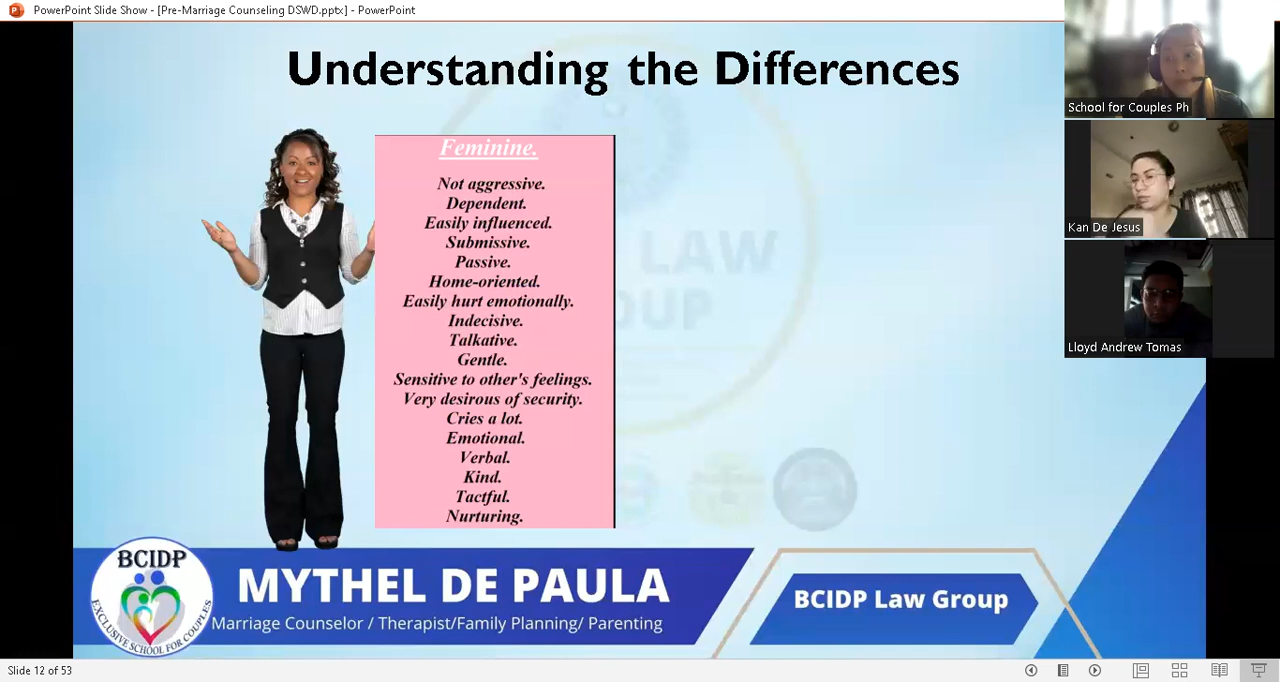 PowerPoint Slide Show - [Pre-Marriage Counseling DSWD.pptx] - PowerPoint
Understanding the Differences
School for Couples Ph
Kan De Jesus
Lloyd Andrew Tomas
Feminine.
Not aggressive.
Dependent.
Easily influenced.
Submissive.
Passive.
Home-oriented.
Easily hurt emotionally.
Indecisive.
Talkative.
Gentle.
Sensitive to other's feelings.
Very desirous of security.
Cries a lot.
Emotional.
Verbal.
Kind.
Tactful.
Nurturing.
LAW
OUP
BCIDP
EXCLUSIVE SCHOOL FOR COUPLES
MYTHEL DE PAULA
Marriage Counselor / Therapist/Family Planning/ Parenting
BCIDP Law Group
Slide 12 of 53